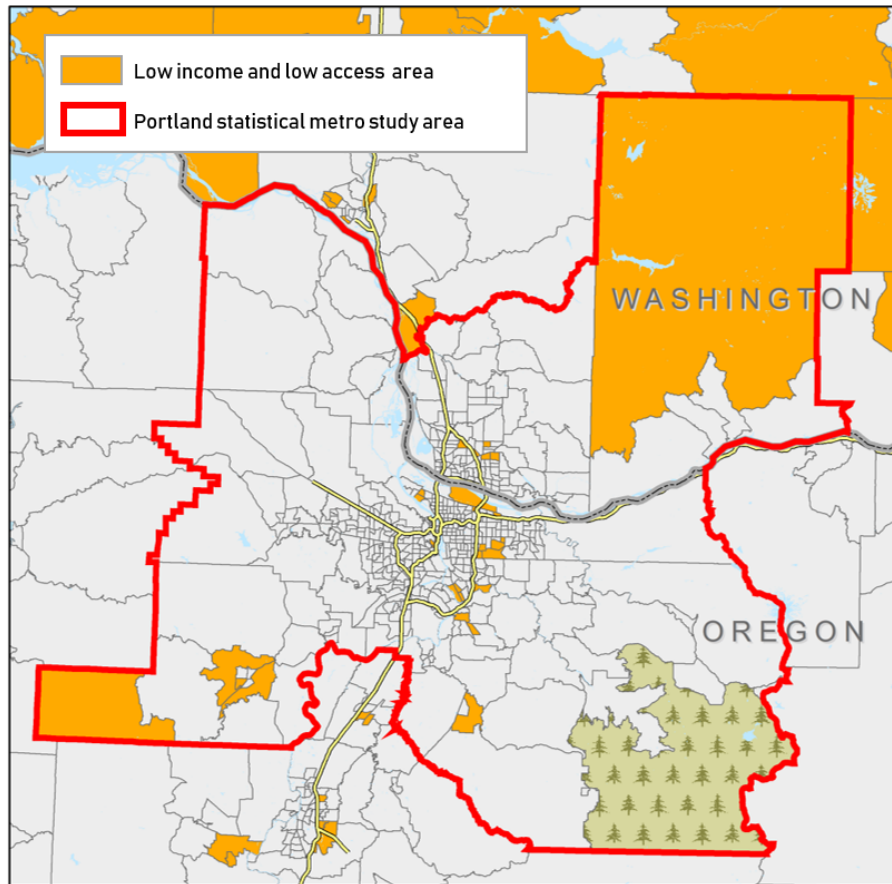 Low income and low access area
Portland statistical metro study area
WASHINGTON
OREGON